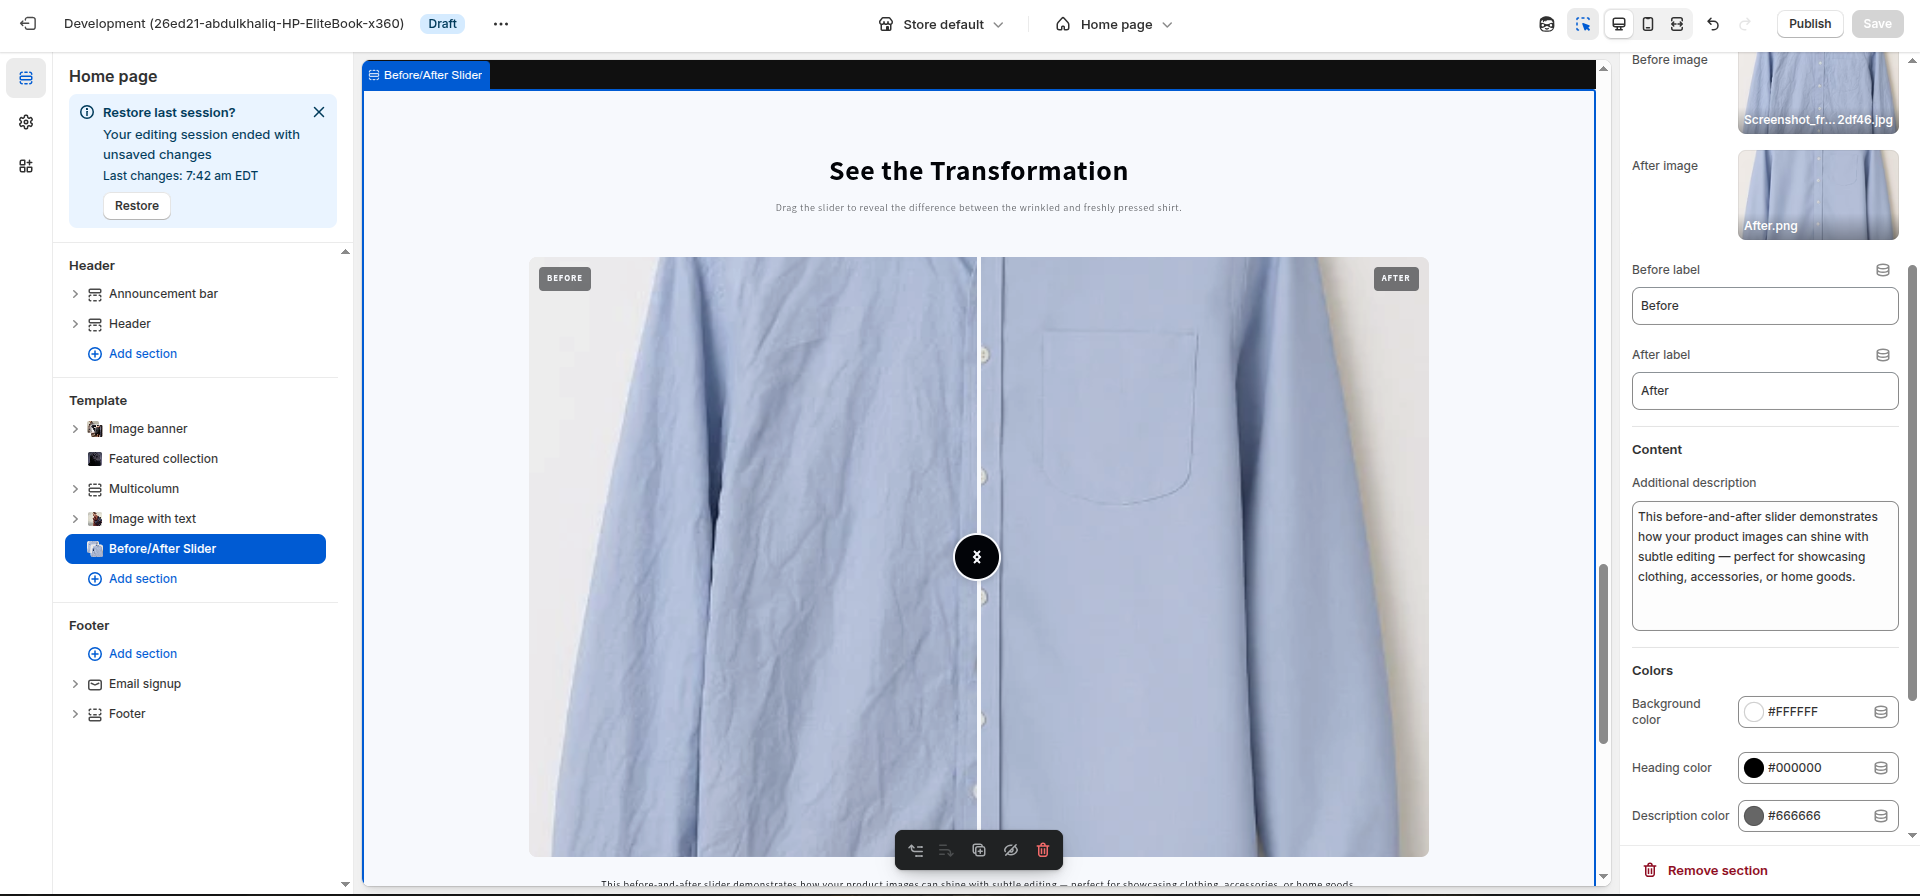 Development (26ed21-abdulkhaliq-HP-EliteBook-x360)
Draft
Store default
Home page
Publish
Save
Home page
Restore last session?
Your editing session ended with
unsaved changes
Last changes: 7:42 am EDT
Restore
Header
Announcement bar
Header
Add section
Template
Image banner
Featured collection
Multicolumn
Image with text
Before/After Slider
Add section
Footer
Add section
Email signup
Footer
Before/After Slider
See the Transformation
Drag the slider to reveal the difference between the wrinkled and freshly pressed shirt.
BEFORE
AFTER
This before-and-after slider demonstrates how your product images can shine with subtle editing — perfect for showcasing clothing, accessories, or home goods.
Before image
Screenshot_fr... 2df46.jpg
After image
After.png
Before label
Before
After label
After
Content
Additional description
This before-and-after slider demonstrates
how your product images can shine with
subtle editing — perfect for showcasing
clothing, accessories, or home goods.
Colors
Background
color
#FFFFFF
Heading color
#000000
Description color
#666666
Remove section